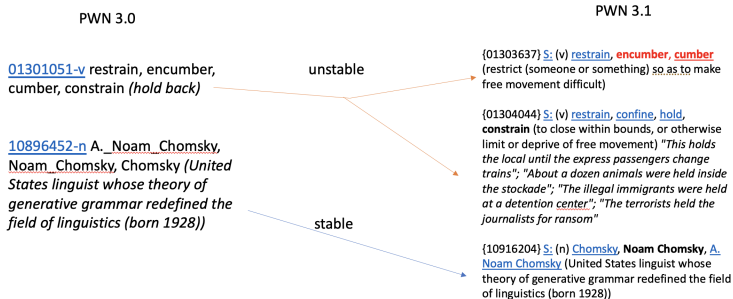 PWN 3.0
01301051-v restrain, encumber,
cumber, constrain (hold back)
10896452-n A._Noam_Chomsky,
Noam_Chomsky, Chomsky (United
States linguist whose theory of
generative grammar redefined the
field of linguistics (born 1928))
unstable
stable
PWN 3.1
{01303637} S: (v) restrain, encumber, cumber
(restrict (someone or something) so as to make
free movement difficult)
{01304044} S: (v) restrain, confine, hold,
constrain (to close within bounds, or otherwise
limit or deprive of free movement) "This holds
the local until the express passengers change
trains"; "About a dozen animals were held inside
the stockade"; "The illegal immigrants were held
at a detention center"; "The terrorists held the
journalists for ransom"
{10916204} S: (n) Chomsky, Noam Chomsky, A.
Noam Chomsky (United States linguist whose
theory of generative grammar redefined the field
of linguistics (born 1928))